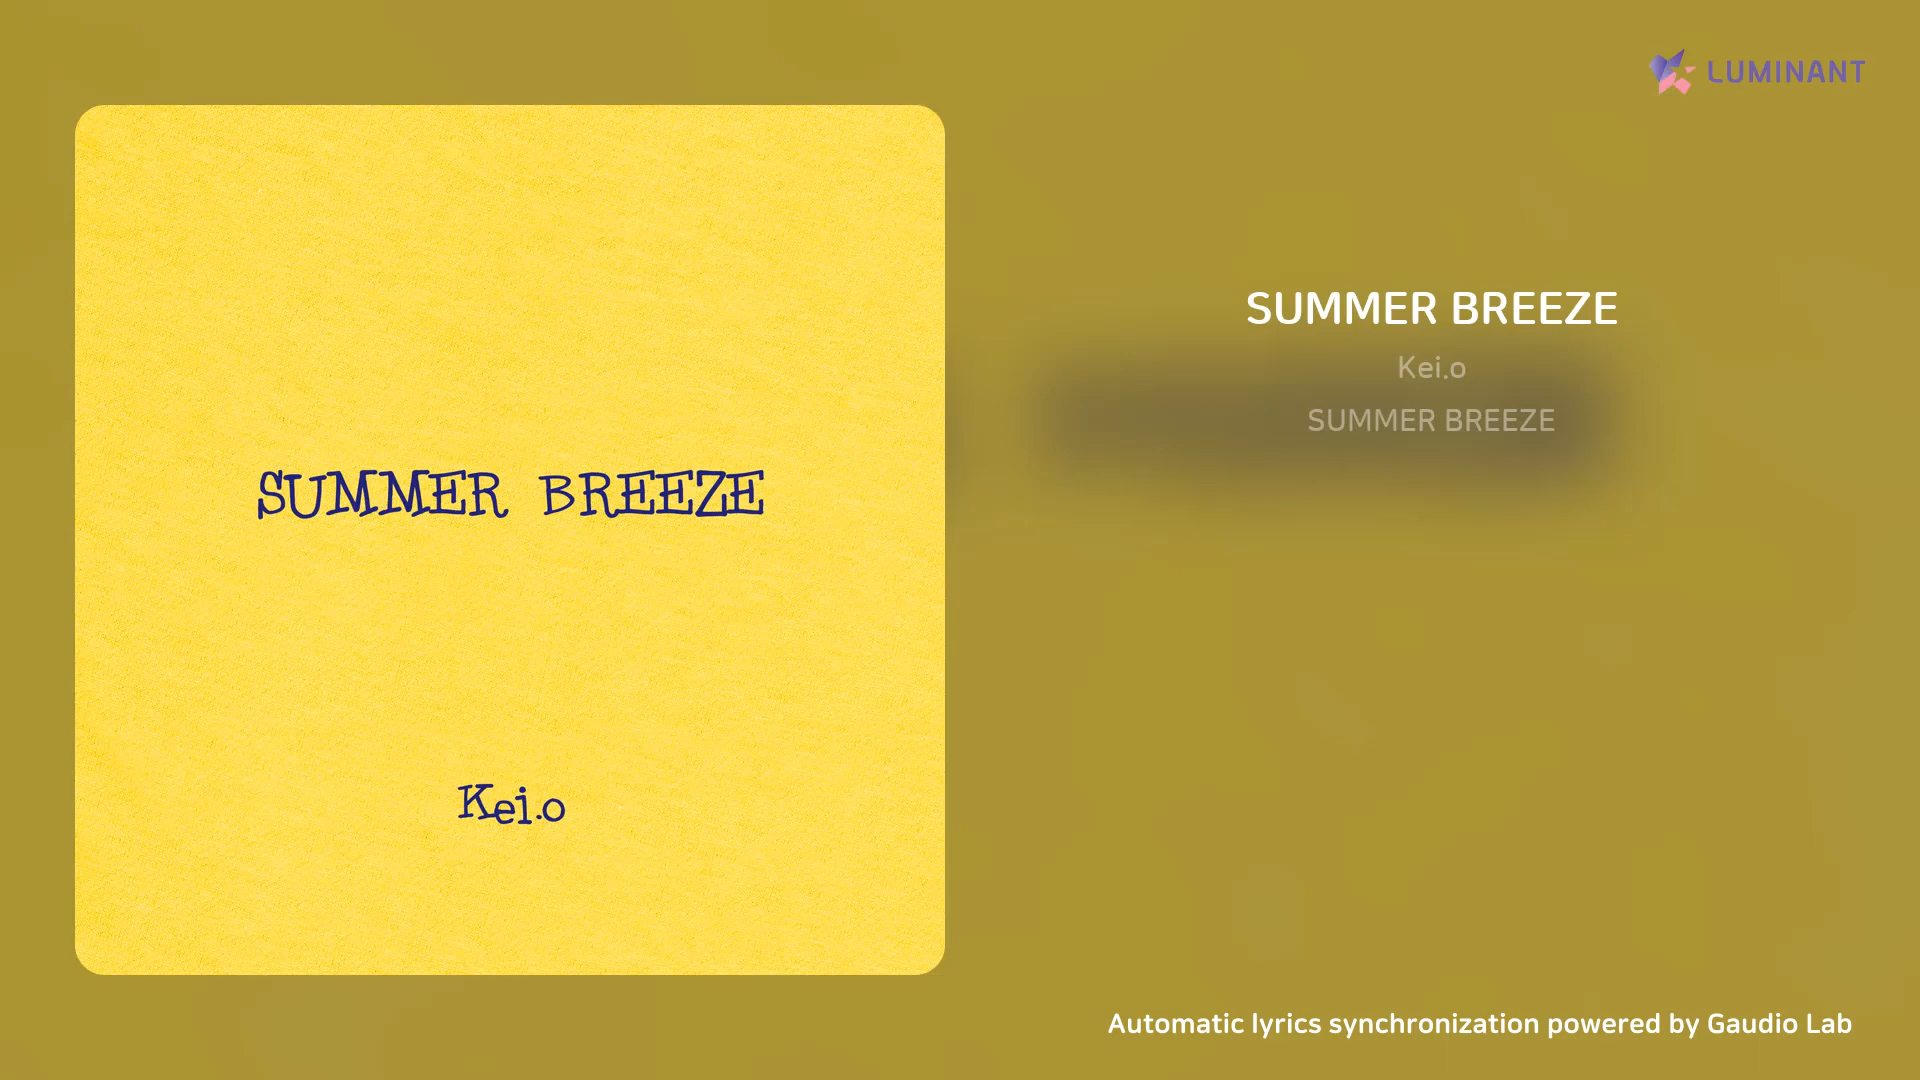 LUMINANT
SUMMER BREEZE
Kei.o
SUMMER BREEZE
Kei.o
SUMMER BREEZE
Automatic lyrics synchronization powered by Gaudio Lab